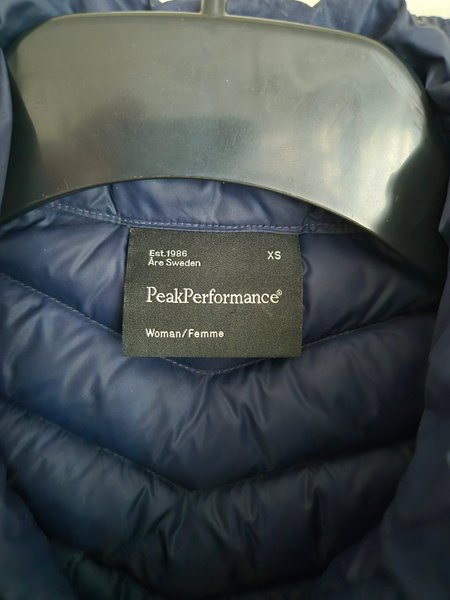 Est.1986 XS
Åre Sweden
PeakPerformance®
Woman/Femme